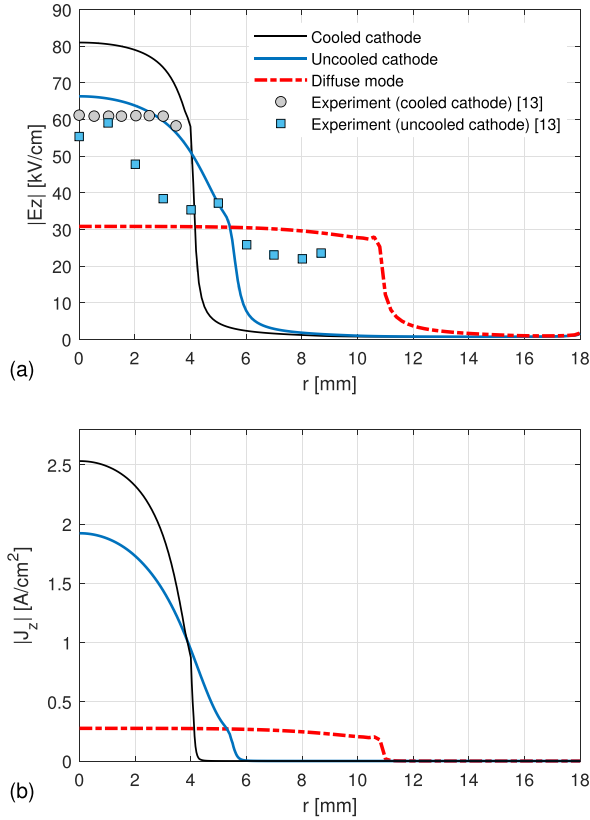 90
80
70
60
50
40
30
20
10
0
|Ez| [kV/cm]
Cooled cathode
Uncooled cathode
Diffuse mode
Experiment (cooled cathode) [13]
Experiment (uncooled cathode) [13]
0 2 4 6 8 10 12 14 16 18
r [mm]
(a)
2.5
2
1.5
1
0.5
0
|J_z| [A/cm²]
0 2 4 6 8 10 12 14 16 18
r [mm]
(b)